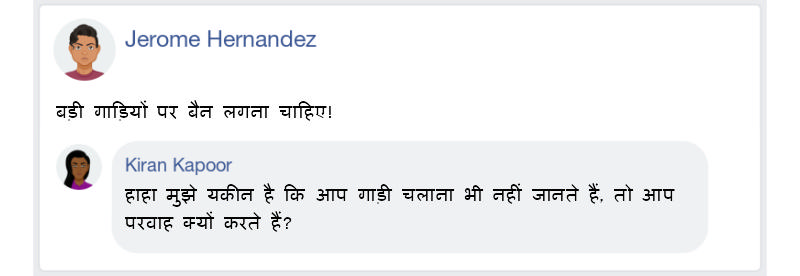 Jerome Hernandez
बड़ी गाड़ियों पर बैन लगना चाहिए!
Kiran Kapoor
हाहा मुझे यकीन है कि आप गाड़ी चलाना भी नहीं जानते हैं, तो आप
परवाह क्यों करते हैं?